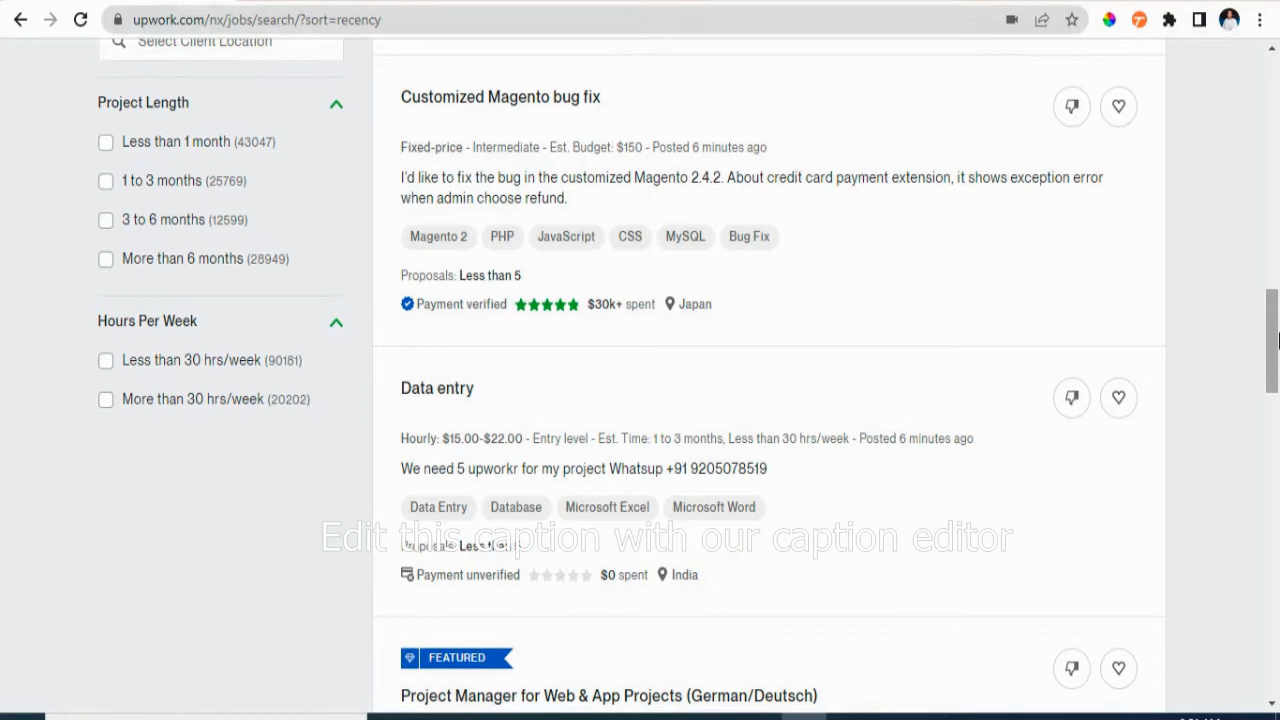 upwork.com/nx/jobs/search/?sort=recency
Select Client Location
Project Length
Less than 1 month (43047)
1 to 3 months (25769)
3 to 6 months (12599)
More than 6 months (28949)
Hours Per Week
Less than 30 hrs/week (90181)
More than 30 hrs/week (20202)
Customized Magento bug fix
Fixed-price - Intermediate - Est. Budget: $150 - Posted 6 minutes ago
I'd like to fix the bug in the customized Magento 2.4.2. About credit card payment extension, it shows exception error
when admin choose refund.
Magento 2 PHP JavaScript CSS MySQL Bug Fix
Proposals: Less than 5
Payment verified $30k+ spent Japan
Data entry
Hourly: $15.00-$22.00 - Entry level - Est. Time: 1 to 3 months, Less than 30 hrs/week - Posted 6 minutes ago
We need 5 upworkr for my project Whatsup +91 9205078519
Data Entry Database Microsoft Excel Microsoft Word
Edit this caption with our caption editor
Proposals: Less than 5
Payment unverified $0 spent India
FEATURED
Project Manager for Web & App Projects (German/Deutsch)